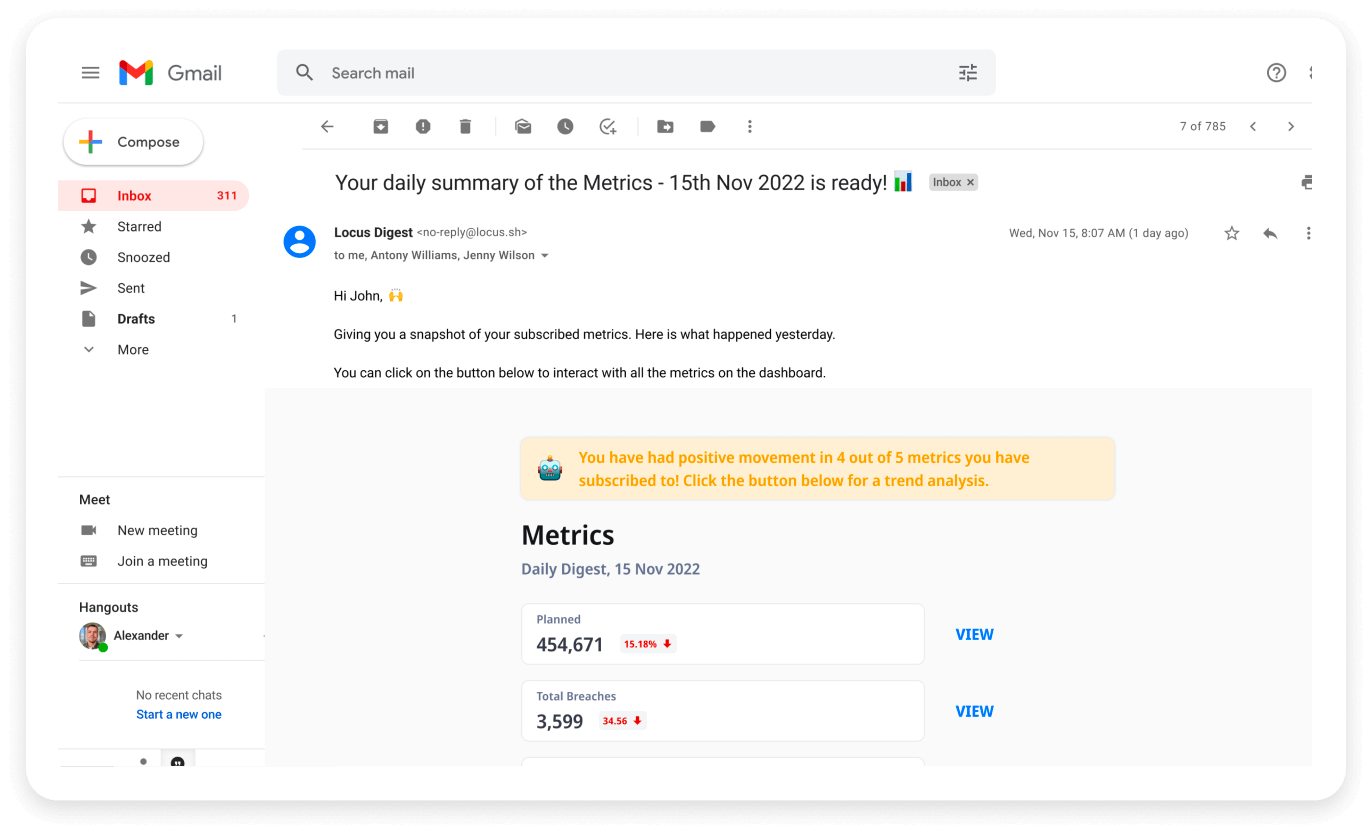 Gmail
Search mail
Compose
7 of 785
Inbox 311
Starred
Snoozed
Sent
Drafts 1
More
Meet
New meeting
Join a meeting
Hangouts
Alexander
No recent chats
Start a new one
Your daily summary of the Metrics - 15th Nov 2022 is ready! Inbox ×
Locus Digest <no-reply@locus.sh>
Wed, Nov 15, 8:07 AM (1 day ago)
to me, Antony Williams, Jenny Wilson
Hi John,
Giving you a snapshot of your subscribed metrics. Here is what happened yesterday.
You can click on the button below to interact with all the metrics on the dashboard.
You have had positive movement in 4 out of 5 metrics you have
subscribed to! Click the button below for a trend analysis.
Metrics
Daily Digest, 15 Nov 2022
Planned
454,671 15.18%
VIEW
Total Breaches
3,599 34.56
VIEW